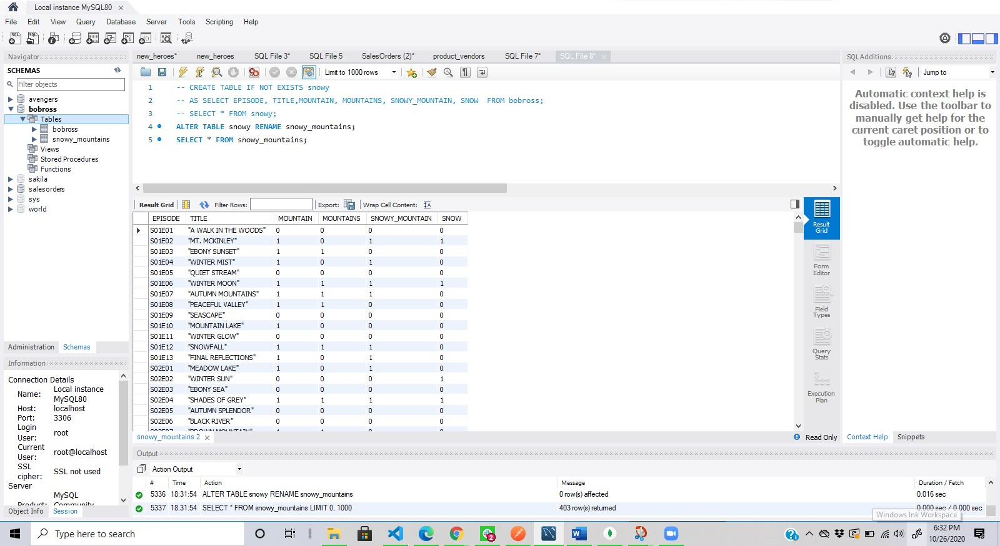 Local instance MySQL80
File Edit View Query Database Server Tools Scripting Help
Navigator
SCHEMAS
Filter objects
avengers
bobross
Tables
bobross
snowy_mountains
Views
Stored Procedures
Functions
sakila
salesorders
sys
world
Administration Schemas
Information
Connection Details
Name: Local instance MySQL80
Host: localhost
Port: 3306
Login User: root
Current User: root@localhost
SSL cipher: SSL not used
Server
MySQL
Product: Community
Object Info Session
new_heroes* new_heroes SQL File 3* SQL File 5 SalesOrders (2)* product_vendors SQL File 7* SQL File 8*
Limit to 1000 rows
1 -- CREATE TABLE IF NOT EXISTS snowy
2 -- AS SELECT EPISODE, TITLE,MOUNTAIN, MOUNTAINS, SNOWY_MOUNTAIN, SNOW  FROM bobross;
3 -- SELECT * FROM snowy;
4 ALTER TABLE snowy RENAME snowy_mountains;
5 SELECT * FROM snowy_mountains;
Result Grid Filter Rows: Export: Wrap Cell Content:
EPISODE TITLE MOUNTAIN MOUNTAINS SNOWY_MOUNTAIN SNOW
S01E01 "A WALK IN THE WOODS" 0 0 0 0
S01E02 "MT. MCKINLEY" 1 0 1 1
S01E03 "EBONY SUNSET" 1 1 0 0
S01E04 "WINTER MIST" 1 0 1 0
S01E05 "QUIET STREAM" 0 0 0 0
S01E06 "WINTER MOON" 1 1 1 1
S01E07 "AUTUMN MOUNTAINS" 1 1 1 0
S01E08 "PEACEFUL VALLEY" 1 1 0 0
S01E09 "SEASCAPE" 0 0 0 0
S01E10 "MOUNTAIN LAKE" 1 0 0 0
S01E11 "WINTER GLOW" 0 0 0 0
S01E12 "SNOWFALL" 1 1 1 0
S01E13 "FINAL REFLECTIONS" 1 0 1 0
S02E01 "MEADOW LAKE" 1 0 1 0
S02E02 "WINTER SUN" 0 0 0 1
S02E03 "EBONY SEA" 0 0 0 0
S02E04 "SHADES OF GREY" 1 1 1 1
S02E05 "AUTUMN SPLENDOR" 0 0 0 0
S02E06 "BLACK RIVER" 0 0 0 0
S02E07 "BROWN MOUNTAIN" 1 1
Result Grid
Form Editor
Field Types
Query Stats
Execution Plan
snowy_mountains 2
Read Only
Output
Action Output
# Time Action Message Duration / Fetch
5336 18:31:54 ALTER TABLE snowy RENAME snowy_mountains 0 row(s) affected 0.016 sec
5337 18:31:54 SELECT * FROM snowy_mountains LIMIT 0, 1000 403 row(s) returned 0.000 sec / 0.000 sec
SQLAdditions
Jump to
Automatic context help is
disabled. Use the toolbar to
manually get help for the
current caret position or to
toggle automatic help.
Context Help Snippets
Windows Ink Workspace
Type here to search
2
6:32 PM
10/26/2020